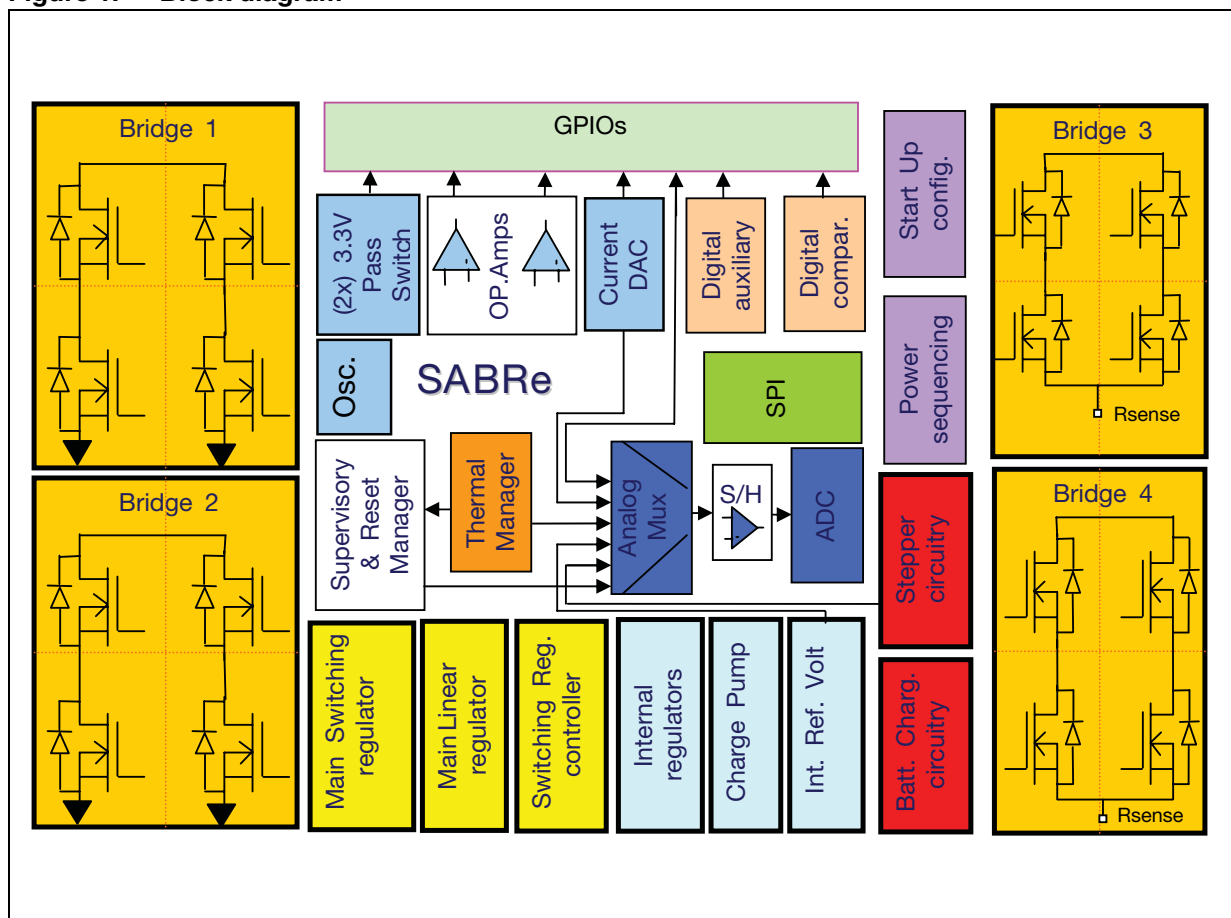 Bridge 1
GPIOs
Start Up
config.
Bridge 3
(2x) 3.3V
Pass
Switch
OP.Amps
Current
DAC
Digital
auxiliary
Digital
compar.
Power
sequencing
Rsense
Osc.
SABRe
SPI
Supervisory
& Reset
Manager
Thermal
Manager
Analog
Mux
S/H
ADC
Bridge 2
Stepper
circuitry
Bridge 4
Main Switching
regulator
Main Linear
regulator
Switching Reg.
controller
Internal
regulators
Charge Pump
Int. Ref. Volt
Batt. Charg.
circuitry
Rsense